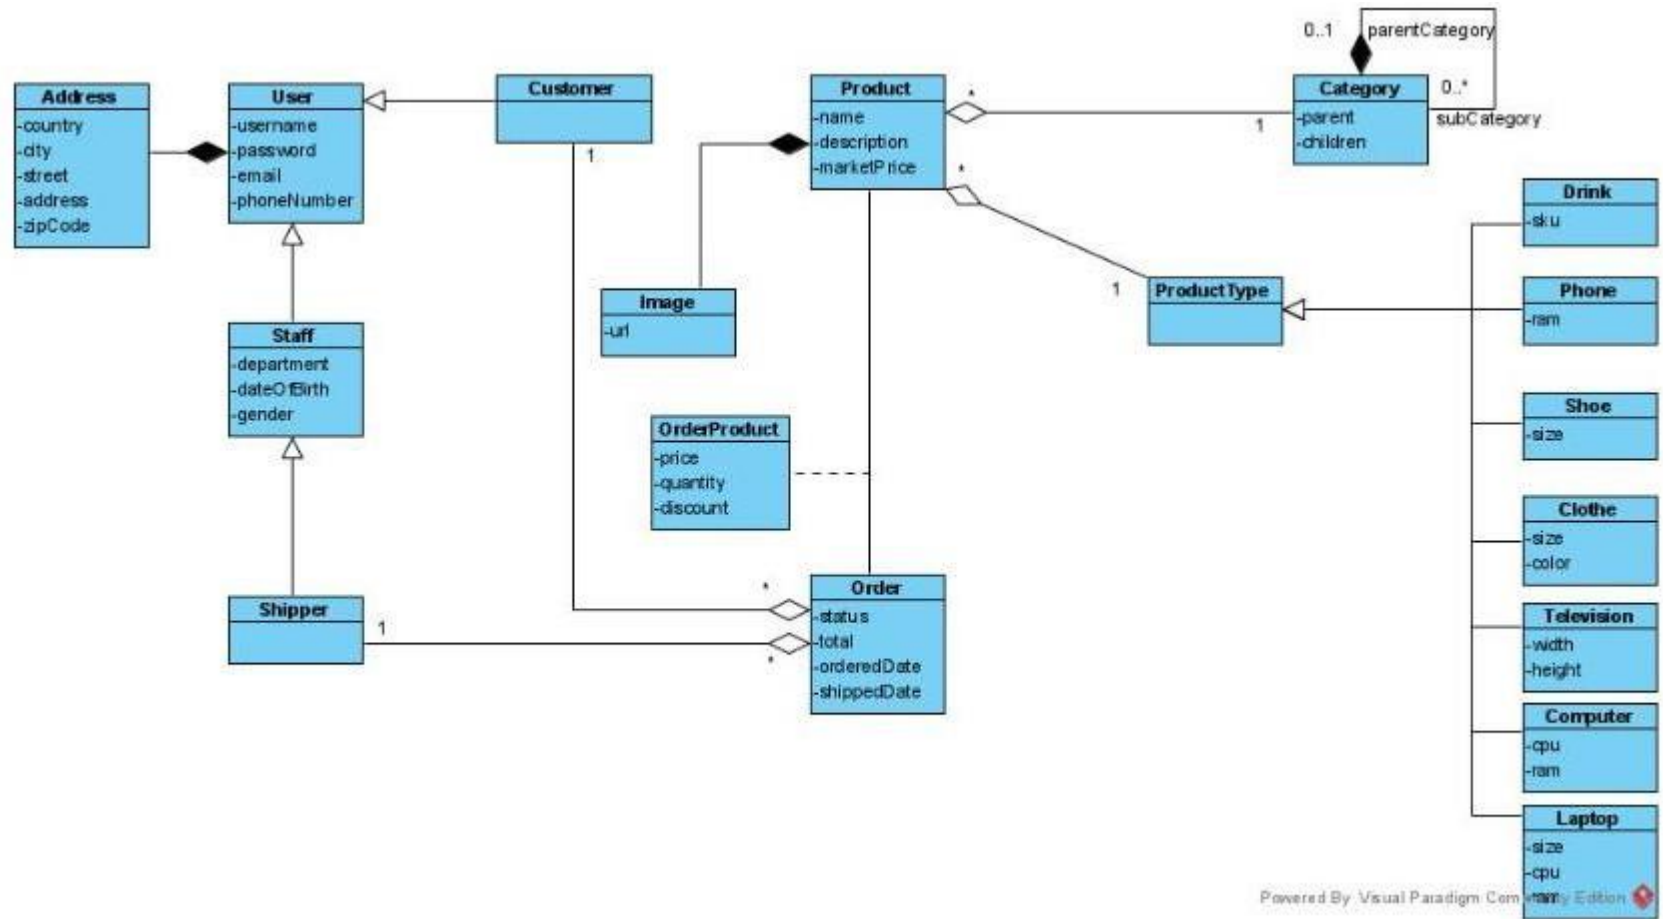 Address
-country
-city
-street
-address
-zipCode
User
-username
-password
-email
-phoneNumber
Customer
1
Product
-name
-description
-marketPrice
*
*
1
0..1
parentCategory
Category
-parent
-children
0..*
subCategory
Image
-url
1
ProductType
Staff
-department
-dateOfBirth
-gender
OrderProduct
-price
-quantity
-discount
Shipper
1
*
*
Order
-status
-total
-orderedDate
-shippedDate
Drink
-sku
Phone
-ram
Shoe
-size
Clothe
-size
-color
Television
-width
-height
Computer
-cpu
-ram
Laptop
-size
-cpu
-ram
Powered By Visual Paradigm Community Edition